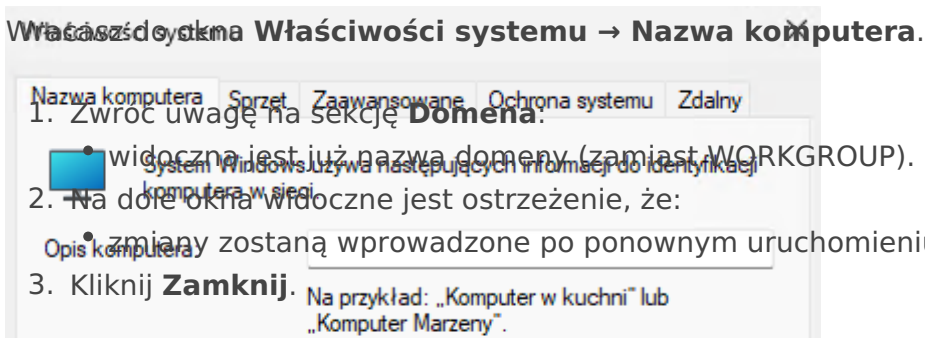 Wracasz do okna Właściwości systemu → Nazwa komputera.
Właściwości systemu
Nazwa komputera Sprzęt Zaawansowane Ochrona systemu Zdalny
1. Zwróć uwagę na sekcję Domena:
• widoczna jest już nazwa domeny (zamiast WORKGROUP).
System Windows używa następujących informacji do identyfikacji
komputera w sieci.
2. Na dole okna widoczne jest ostrzeżenie, że:
Opis komputera:
• zmiany zostaną wprowadzone po ponownym
3. Kliknij Zamknij.
Na przykład: „Komputer w kuchni" lub
„Komputer Marzeny".